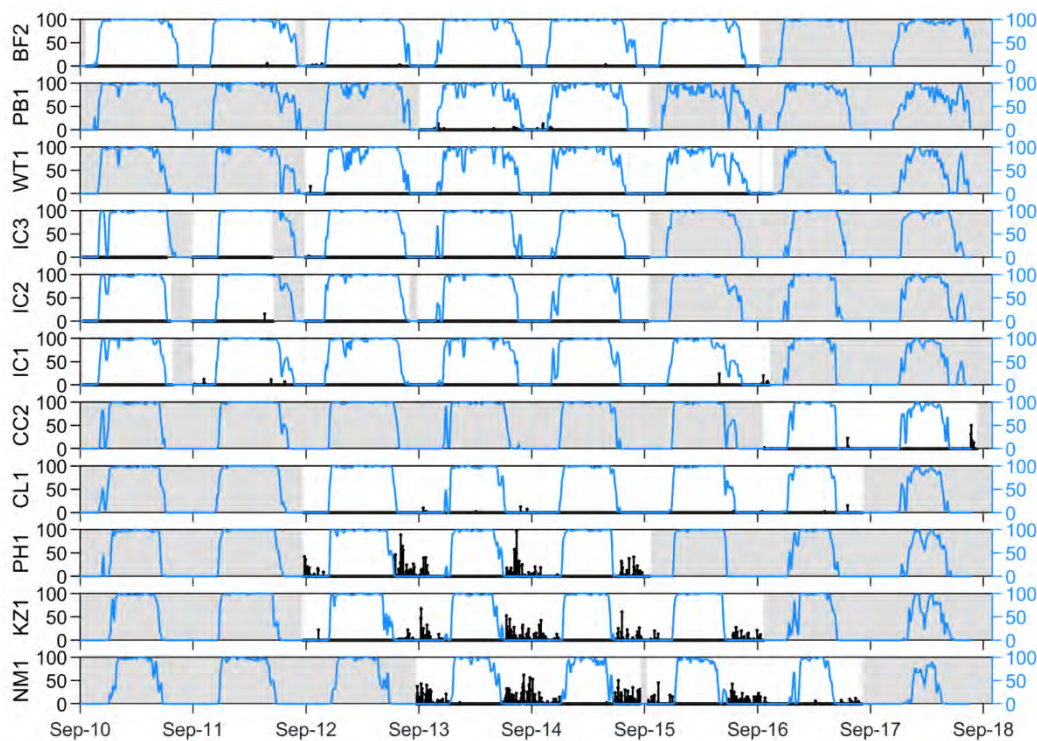 BF2 100 50 0 100 50 0
PB1 100 50 0 100 50 0
WT1 100 50 0 100 50 0
IC3 100 50 0 100 50 0
IC2 100 50 0 100 50 0
IC1 100 50 0 100 50 0
CC2 100 50 0 100 50 0
CL1 100 50 0 100 50 0
PH1 100 50 0 100 50 0
KZ1 100 50 0 100 50 0
NM1 100 50 0 100 50 0
Sep-10 Sep-11 Sep-12 Sep-13 Sep-14 Sep-15 Sep-16 Sep-17 Sep-18